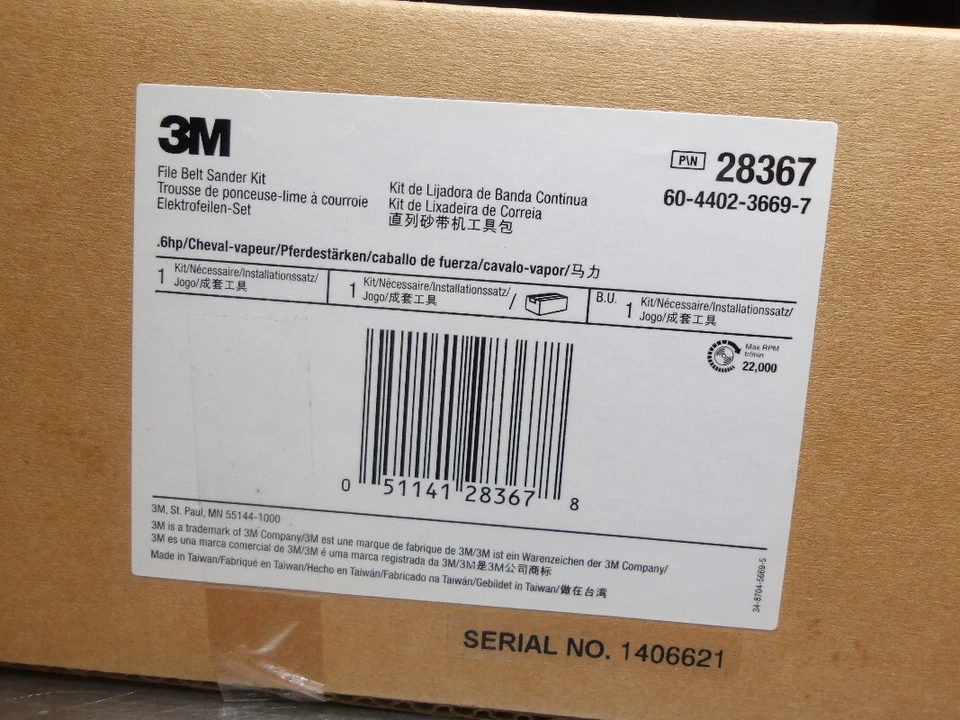 3M
P\N 28367
60-4402-3669-7
File Belt Sander Kit
Trousse de ponceuse-lime à courroie
Elektrofeilen-Set
Kit de Lijadora de Banda Continua
Kit de Lixadeira de Correia
直列砂带机工具包
.6hp/Cheval-vapeur/Pferdestärken/caballo de fuerza/cavalo-vapor/马力
1 Kit/Nécessaire/Installationssatz/
Jogo/成套工具
1 Kit/Nécessaire/Installationssatz/
Jogo/成套工具 /
B.U. 1 Kit/Nécessaire/Installationssatz/
Jogo/成套工具
Max RPM
tr/min
22,000
0 51141 28367 8
3M, St. Paul, MN 55144-1000
3M is a trademark of 3M Company/3M est une marque de fabrique de 3M/3M ist ein Warenzeichen der 3M Company/
3M es una marca comercial de 3M/3M é uma marca registrada da 3M/3M是3M公司商标
Made in Taiwan/Fabriqué en Taiwan/Hecho en Taiwán/Fabricado na Taiwán/Gebildet in Taiwan/做在台湾
34-8704-5669-5
SERIAL NO. 1406621